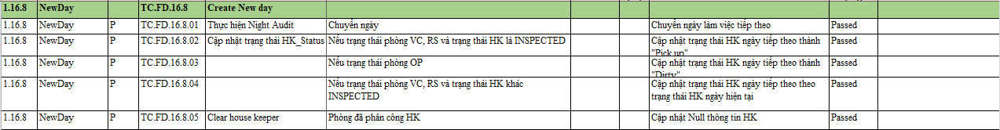 1.16.8 NewDay TC.FD.16.8 Create New day
1.16.8 NewDay P TC.FD.16.8.01 Thực hiện Night Audit Chuyển ngày Chuyển ngày làm việc tiếp theo Passed
1.16.8 NewDay P TC.FD.16.8.02 Cập nhật trạng thái HK_Status Nếu trạng thái phòng VC, RS và trạng thái HK là INSPECTED Cập nhật trạng thái HK ngày tiếp theo thành Passed
"Pick up"
1.16.8 NewDay P TC.FD.16.8.03 Nếu trạng thái phòng OP Cập nhật trạng thái HK ngày tiếp theo thành Passed
"Dirty"
1.16.8 NewDay P TC.FD.16.8.04 Nếu trạng thái phòng VC, RS và trạng thái HK khác Cập nhật trạng thái HK ngày tiếp theo theo Passed
INSPECTED trạng thái HK ngày hiện tại
1.16.8 NewDay P TC.FD.16.8.05 Clear house keeper Phòng đã phân công HK Cập nhật Null thông tin HK Passed